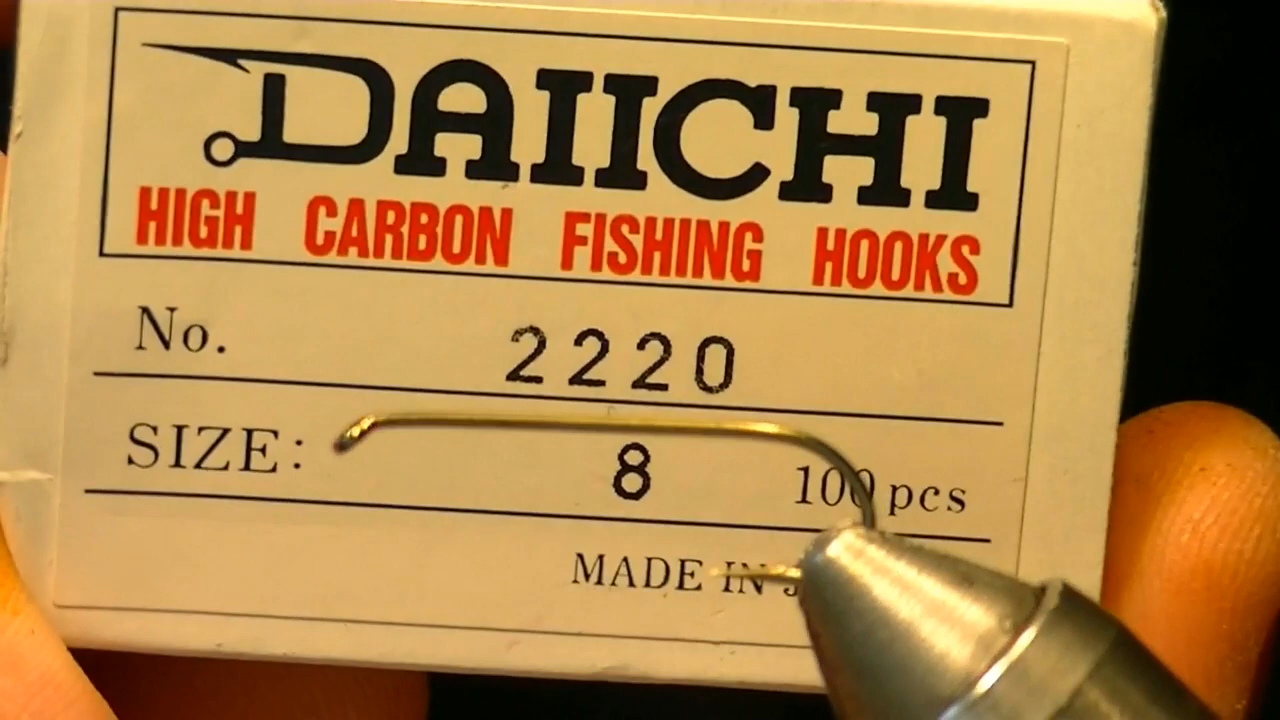 DAIICHI
HIGH CARBON FISHING HOOKS
No. 2220
SIZE: 8 100 pcs
MADE IN